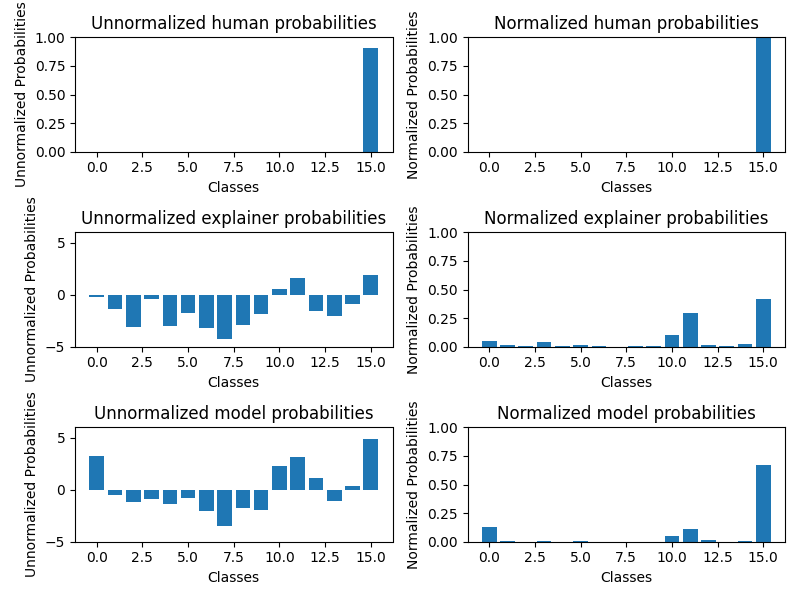 Unnormalized human probabilities
Unnormalized Probabilities
1.00
0.75
0.50
0.25
0.00
0.0 2.5 5.0 7.5 10.0 12.5 15.0
Classes
Normalized human probabilities
Normalized Probabilities
1.00
0.75
0.50
0.25
0.00
0.0 2.5 5.0 7.5 10.0 12.5 15.0
Classes
Unnormalized explainer probabilities
Unnormalized Probabilities
5
0
−5
0.0 2.5 5.0 7.5 10.0 12.5 15.0
Classes
Normalized explainer probabilities
Normalized Probabilities
1.00
0.75
0.50
0.25
0.00
0.0 2.5 5.0 7.5 10.0 12.5 15.0
Classes
Unnormalized model probabilities
Unnormalized Probabilities
5
0
−5
0.0 2.5 5.0 7.5 10.0 12.5 15.0
Classes
Normalized model probabilities
Normalized Probabilities
1.00
0.75
0.50
0.25
0.00
0.0 2.5 5.0 7.5 10.0 12.5 15.0
Classes